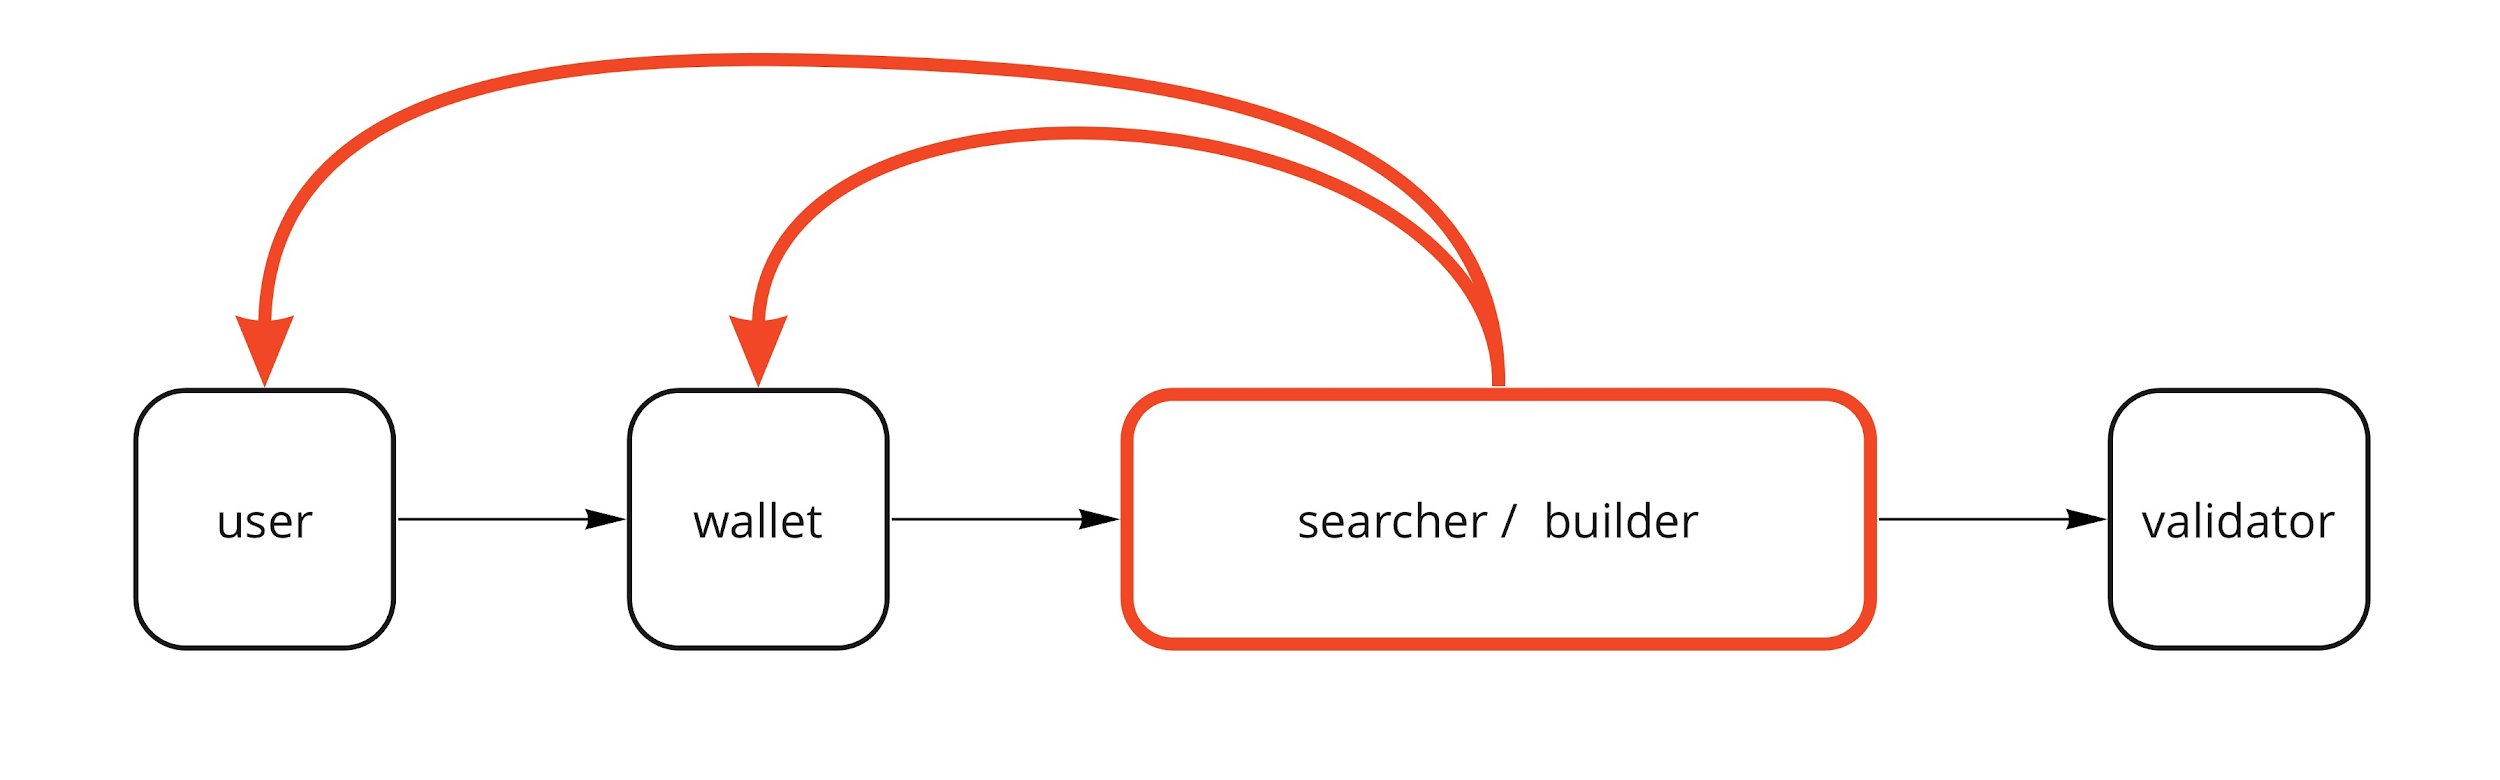 user
wallet
searcher / builder
validator